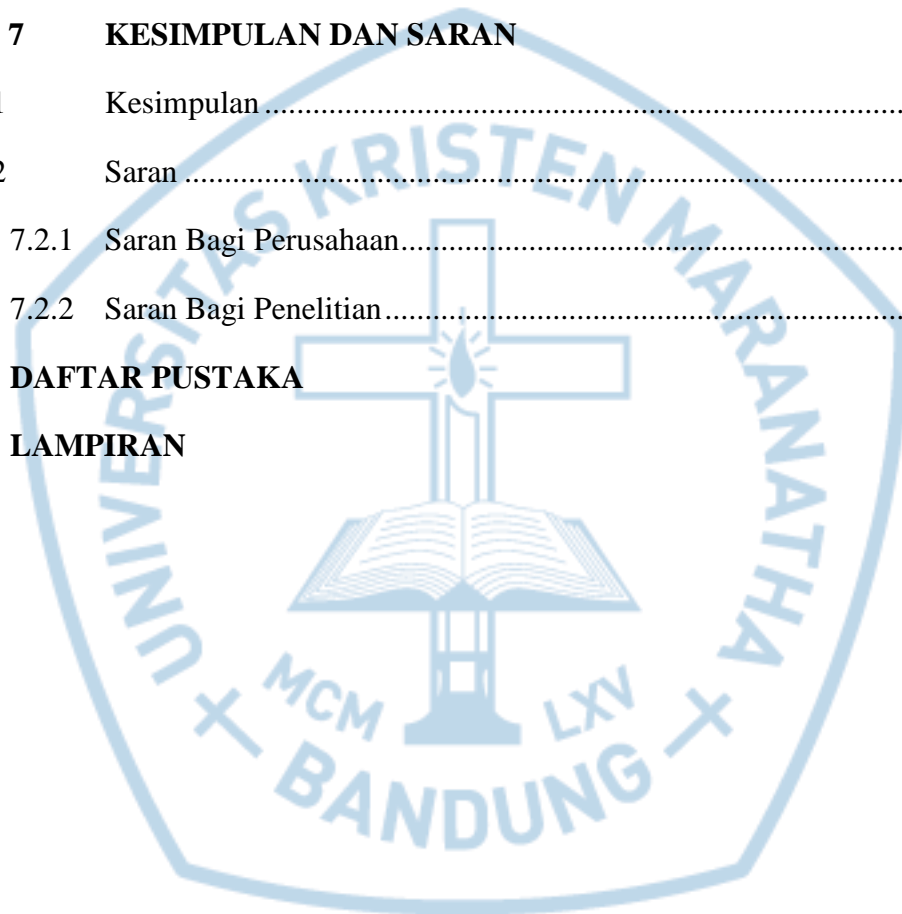 7 KESIMPULAN DAN SARAN
1 Kesimpulan........................................................................................
2 Saran ................................................................................................
7.2.1 Saran Bagi Perusahaan.....................................................................
7.2.2 Saran Bagi Penelitian.......................................................................
DAFTAR PUSTAKA
LAMPIRAN
UNIVERSITAS KRISTEN MARANATHA
MCM LXV
BANDUNG